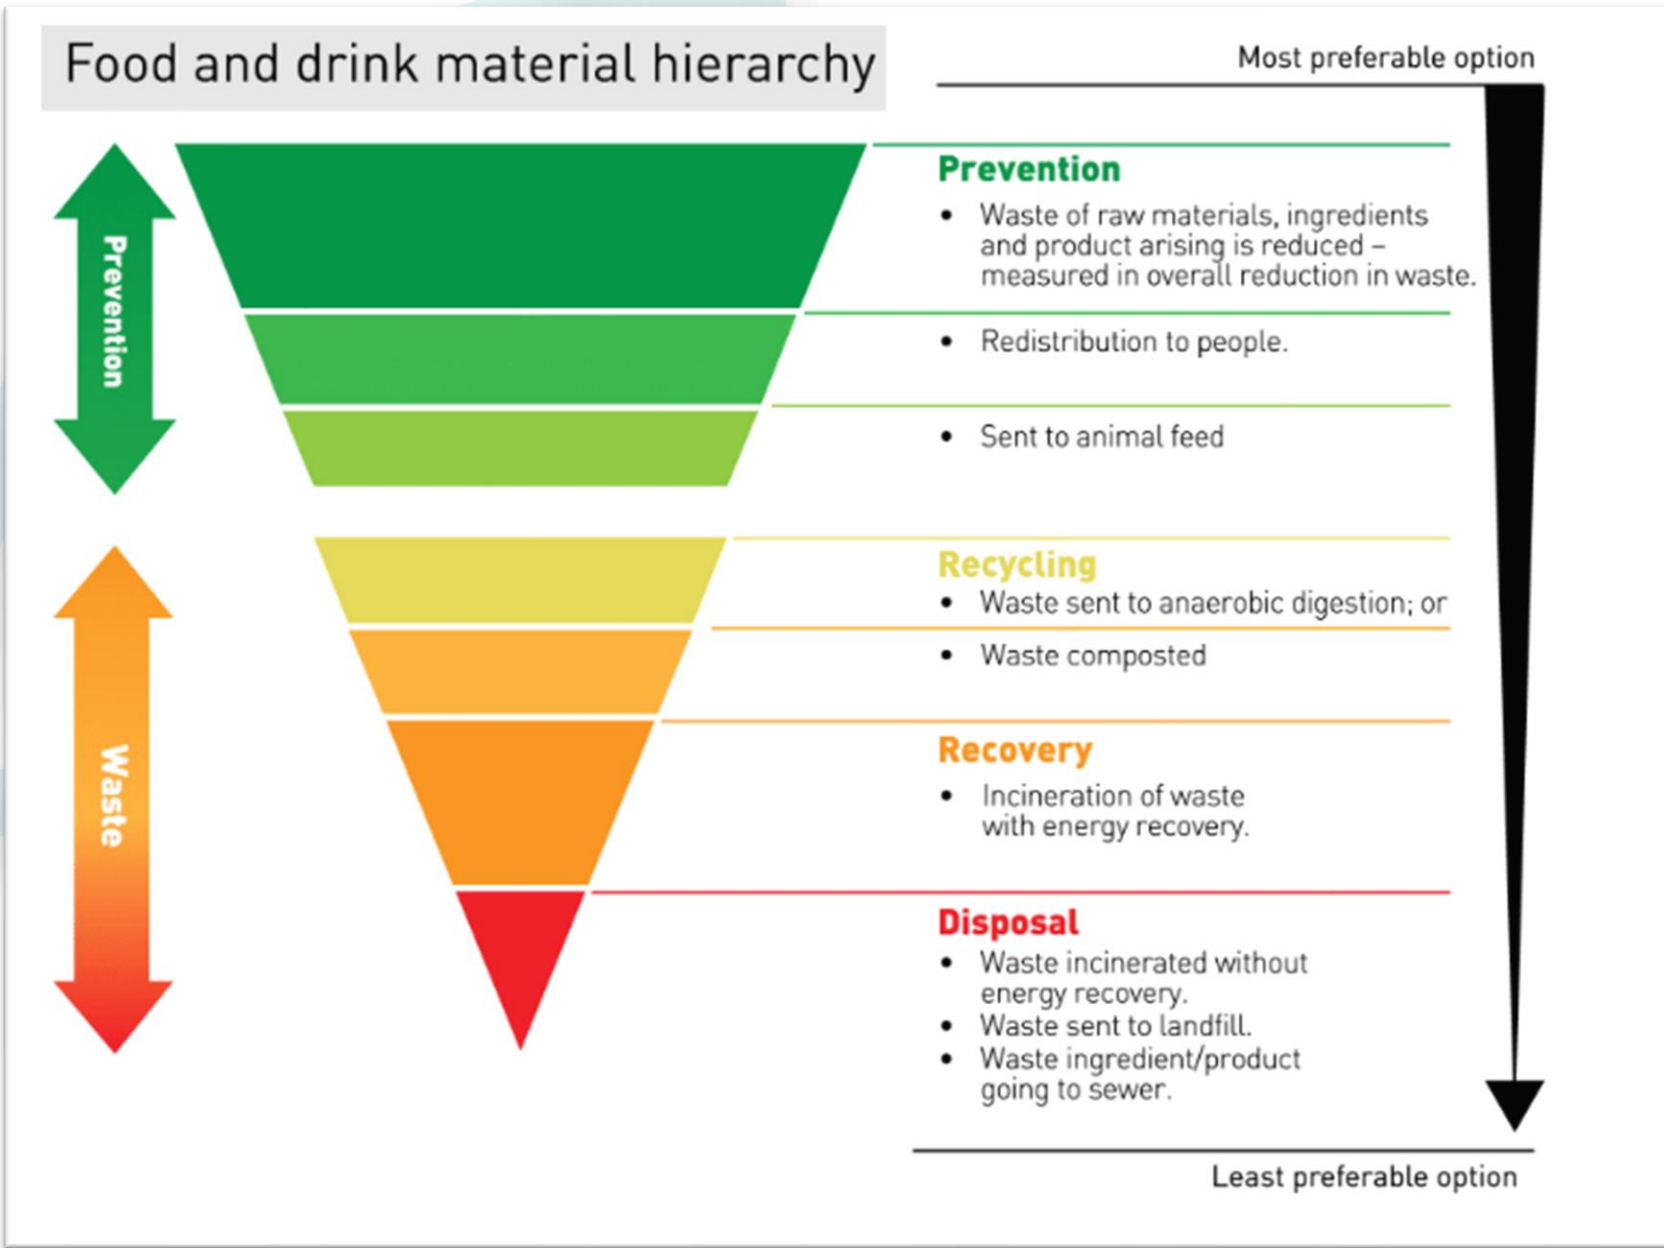 Food and drink material hierarchy
Most preferable option
Prevention
Prevention
• Waste of raw materials, ingredients
and product arising is reduced –
measured in overall reduction in waste.
• Redistribution to people.
• Sent to animal feed
Waste
Recycling
• Waste sent to anaerobic digestion; or
• Waste composted
Recovery
• Incineration of waste
with energy recovery.
Disposal
• Waste incinerated without
energy recovery.
• Waste sent to landfill.
• Waste ingredient/product
going to sewer.
Least preferable option